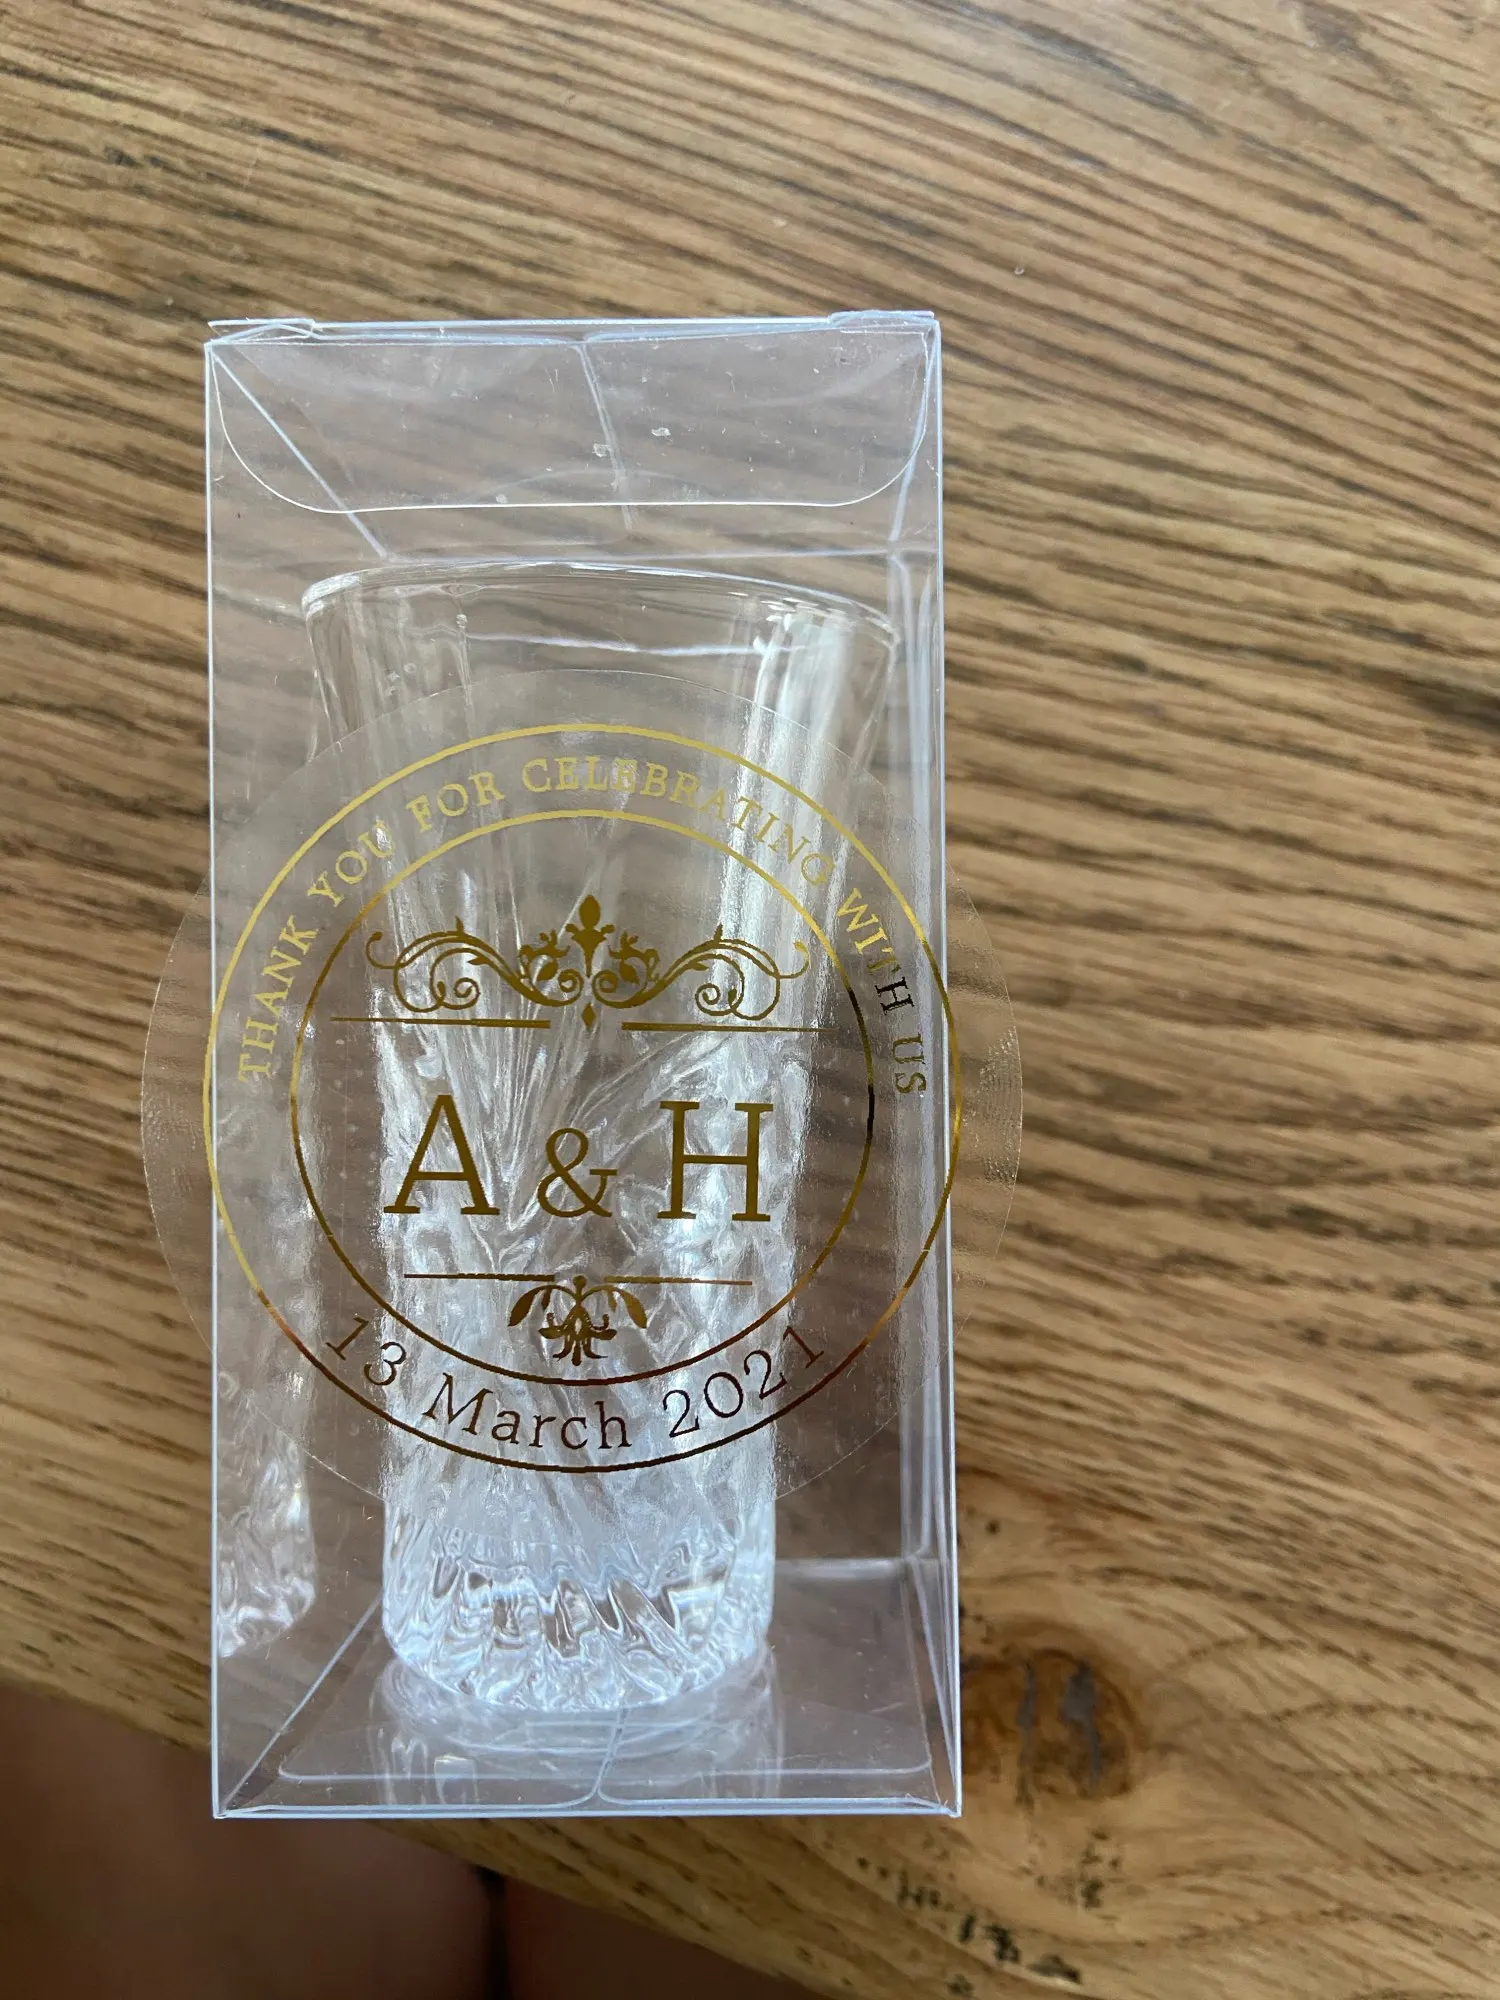 THANK YOU FOR CELEBRATING WITH US
A & H
13 March 2021